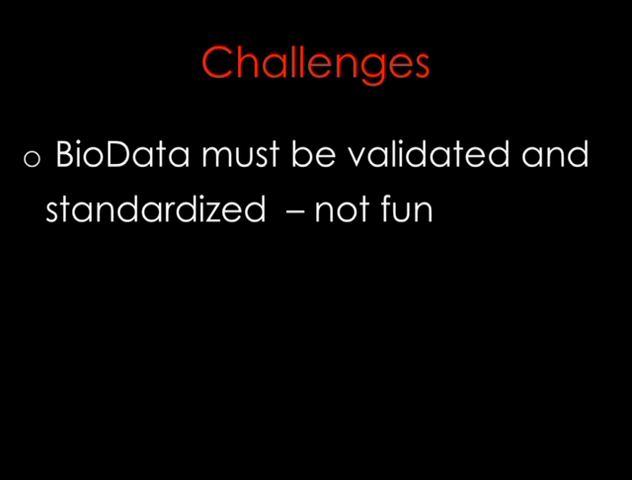 Challenges
o BioData must be validated and
standardized – not fun